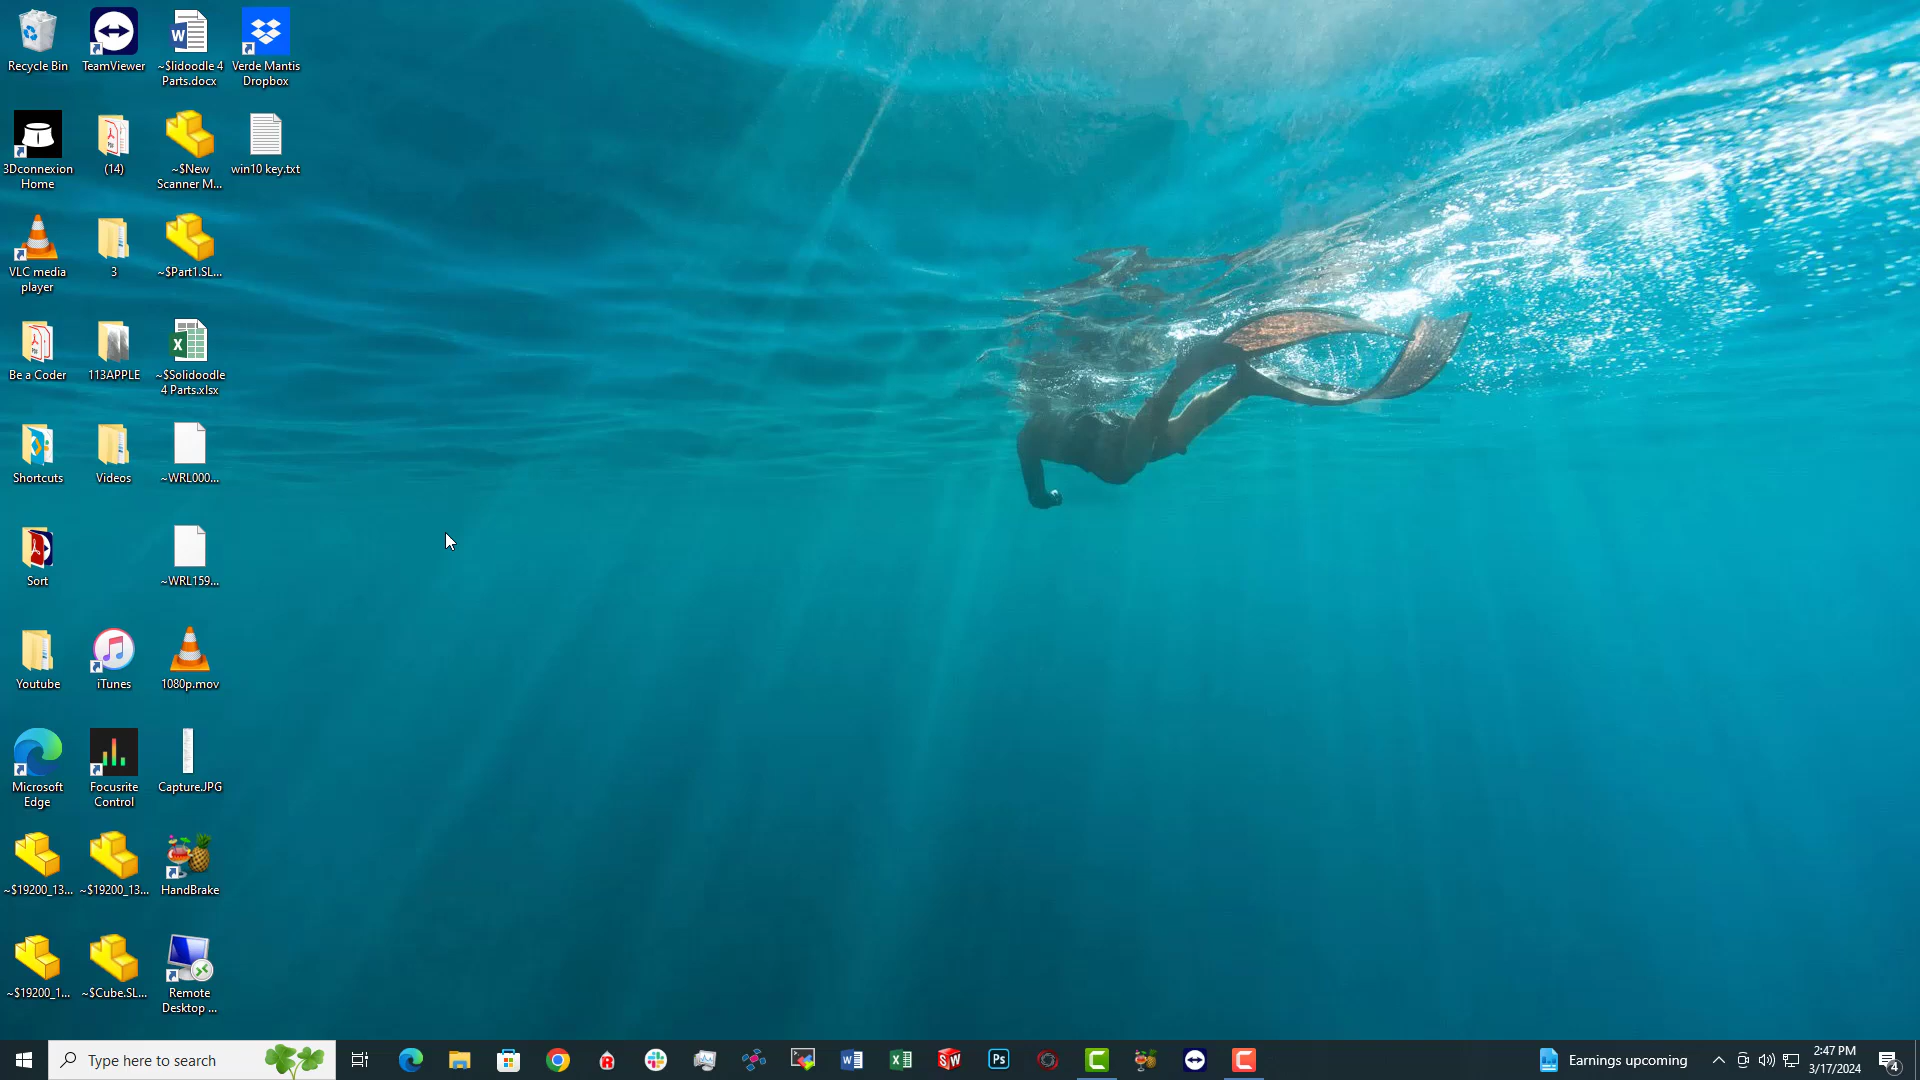 Recycle Bin
TeamViewer
~$lidoodle 4
Parts.docx
Verde Mantis
Dropbox
3Dconnexion
Home
(14)
~$New
Scanner M...
win10 key.txt
VLC media
player
3
~$Part1.SL...
Be a Coder
113APPLE
~$Solidoodle
4 Parts.xlsx
Shortcuts
Videos
~WRL000...
Sort
~WRL159...
Youtube
iTunes
1080p.mov
Microsoft
Edge
Focusrite
Control
Capture.JPG
~$19200_13...
~$19200_13...
HandBrake
~$19200_1...
~$Cube.SL...
Remote
Desktop ...
Type here to search
Ps
Earnings upcoming
2:47 PM
3/17/2024
4